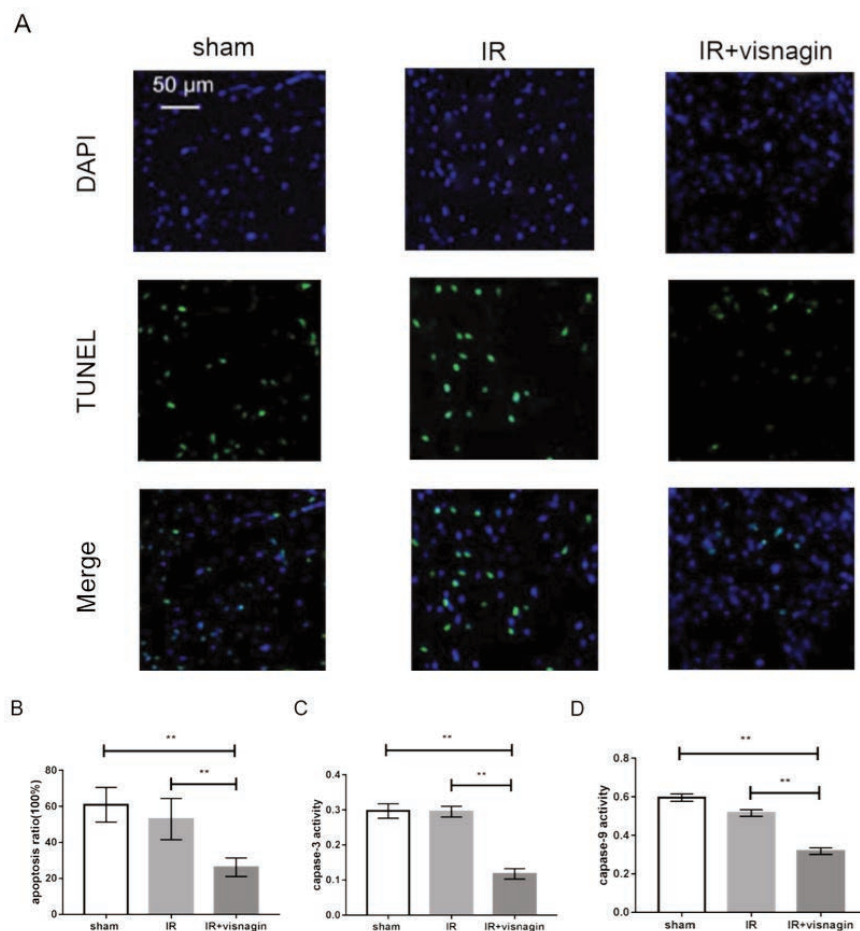 A
sham IR IR+visnagin
50 μm
DAPI
TUNEL
Merge
B
**
**
apoptosis ratio(100%)
80
60
40
20
0
sham IR IR+visnagin
C
**
**
capase-3 activity
0.4
0.3
0.2
0.1
0.0
sham IR IR+visnagin
D
**
**
capase-9 activity
0.8
0.6
0.4
0.2
0.0
sham IR IR+visnagin